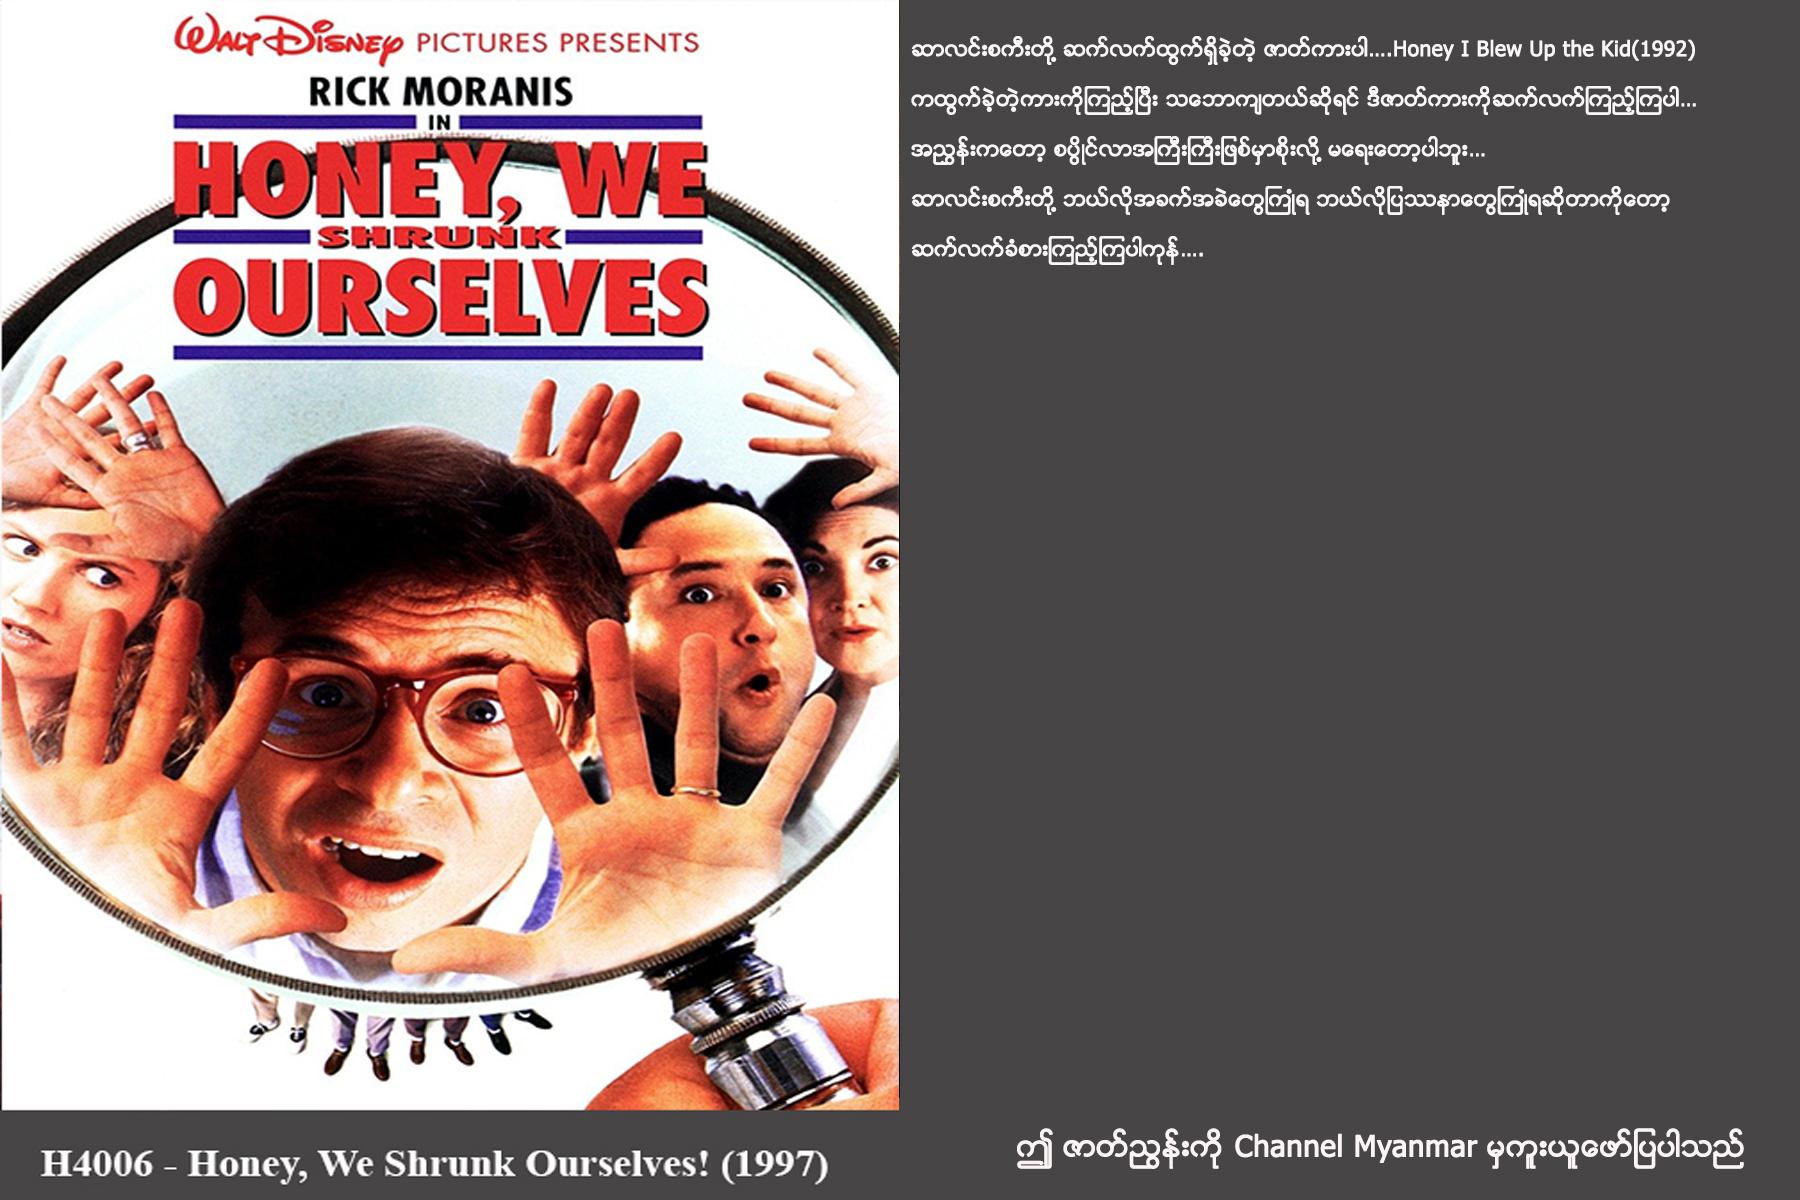 WALT DISNEY PICTURES PRESENTS
RICK MORANIS
IN
HONEY, WE
SHRUNK
OURSELVES
ဆာလင်းစကီးတို့ ဆက်လက်ထွက်ရှိခဲ့တဲ့ ဇာတ်ကားပါ....Honey I Blew Up the Kid(1992)
ကထွက်ခဲ့တဲ့ကားကိုကြည့်ပြီး သဘောကျတယ်ဆိုရင် ဒီဇာတ်ကားကိုဆက်လက်ကြည့်ကြပါ...
အညွှန်းကတော့ စပွိုင်လာအကြီးကြီးဖြစ်မှာစိုးလို့ မရေးတော့ပါဘူး...
ဆာလင်းစကီးတို့ ဘယ်လိုအခက်အခဲတွေကြုံရ ဘယ်လိုပြဿနာတွေကြုံရဆိုတာကိုတော့
ဆက်လက်ခံစားကြည့်ကြပါကုန်....
H4006 - Honey, We Shrunk Ourselves! (1997)
ဤ ဇာတ်ညွှန်းကို Channel Myanmar မှကူးယူဖော်ပြပါသည်